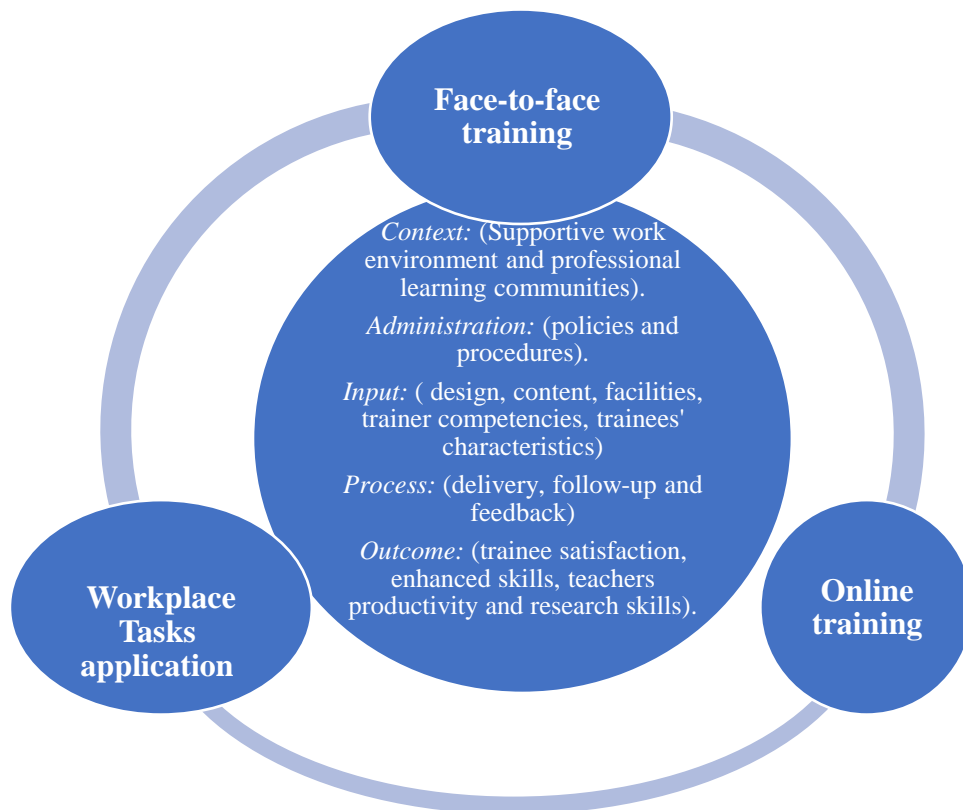 Face-to-face
training
Context: (Supportive work
environment and professional
learning communities).
Administration: (policies and
procedures).
Input: ( design, content, facilities,
trainer competencies, trainees'
characteristics)
Process: (delivery, follow-up and
feedback)
Outcome: (trainee satisfaction,
enhanced skills, teachers
productivity and research skills).
Workplace
Tasks
application
Online
training